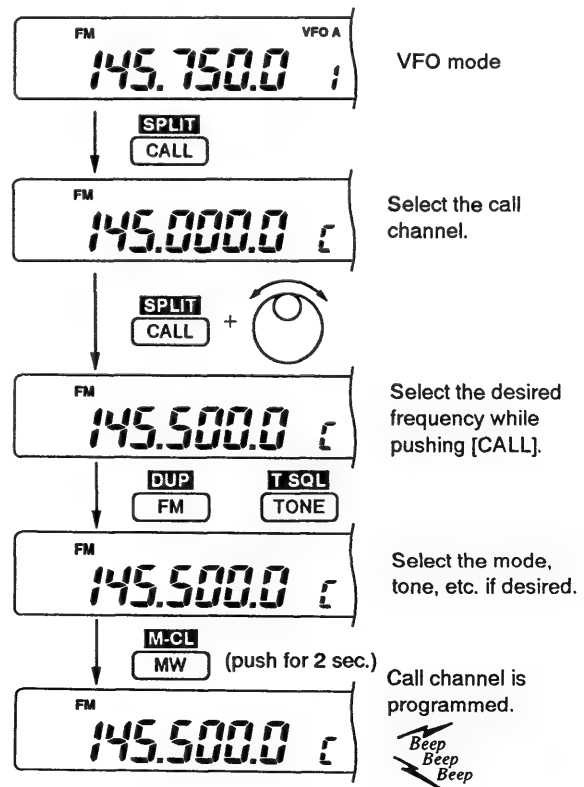 FM VFO A
145.750.0 1
VFO mode
SPLIT
CALL
FM
145.000.0 C
Select the call
channel.
SPLIT
CALL +
FM
145.500.0 C
Select the desired
frequency while
pushing [CALL].
DUP T SQL
FM TONE
FM
145.500.0 C
Select the mode,
tone, etc. if desired.
M-CL
MW (push for 2 sec.)
FM
145.500.0 C
Call channel is
programmed.
Beep
Beep
Beep